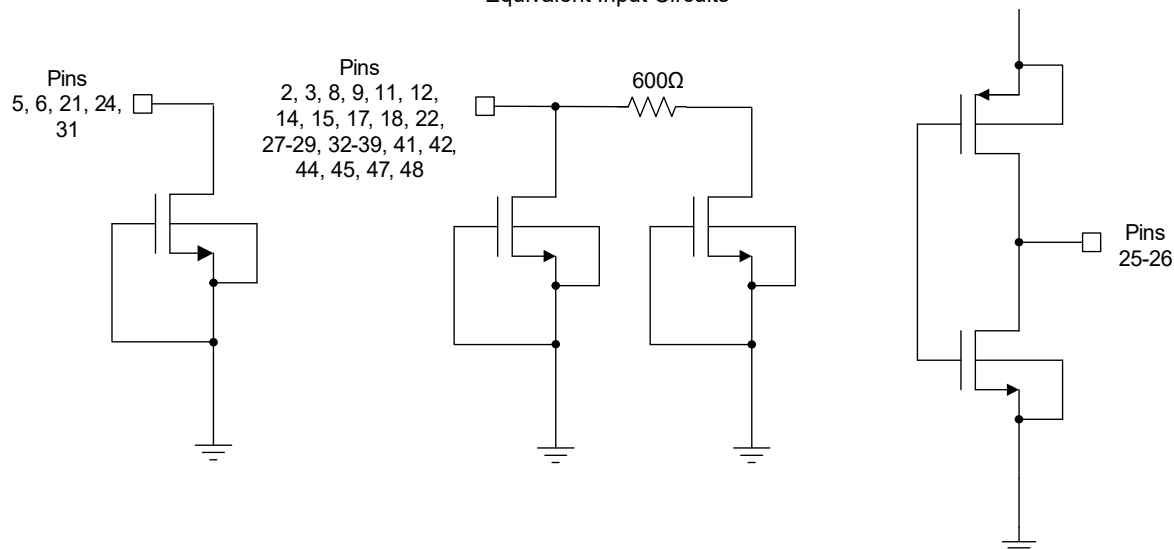 Equivalent Input Circuits
Pins
5, 6, 21, 24,
31
Pins
2, 3, 8, 9, 11, 12,
14, 15, 17, 18, 22,
27-29, 32-39, 41, 42,
44, 45, 47, 48
600Ω
Pins
25-26